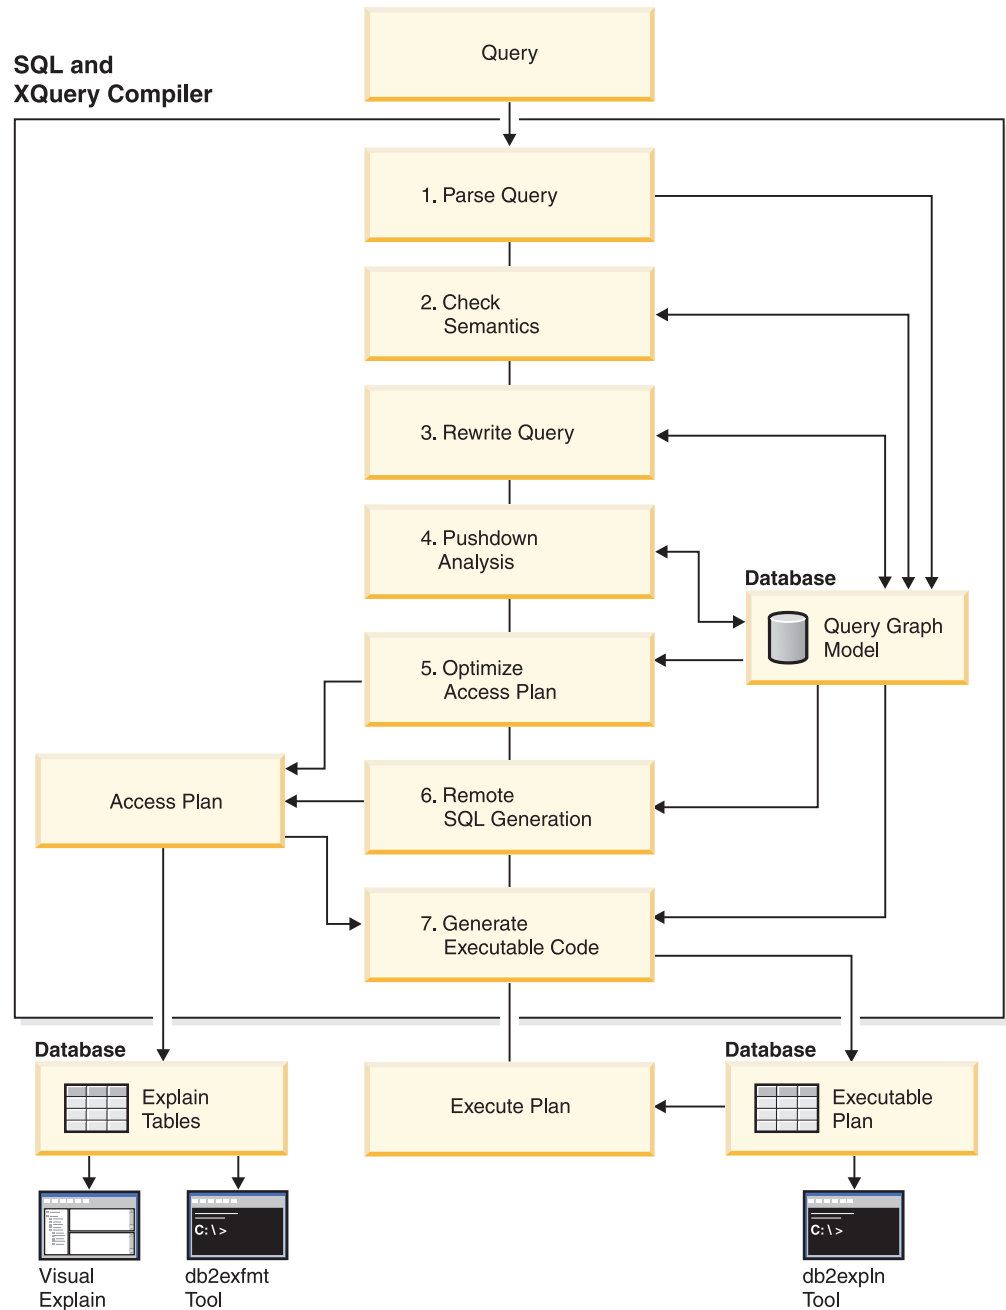 Query
SQL and
XQuery Compiler
1. Parse Query
2. Check
Semantics
3. Rewrite Query
4. Pushdown
Analysis
Database
Query Graph
Model
5. Optimize
Access Plan
Access Plan
6. Remote
SQL Generation
7. Generate
Executable Code
Database
Explain
Tables
Execute Plan
Database
Executable
Plan
C:\>
C:\>
Visual
Explain
db2exfmt
Tool
db2expln
Tool